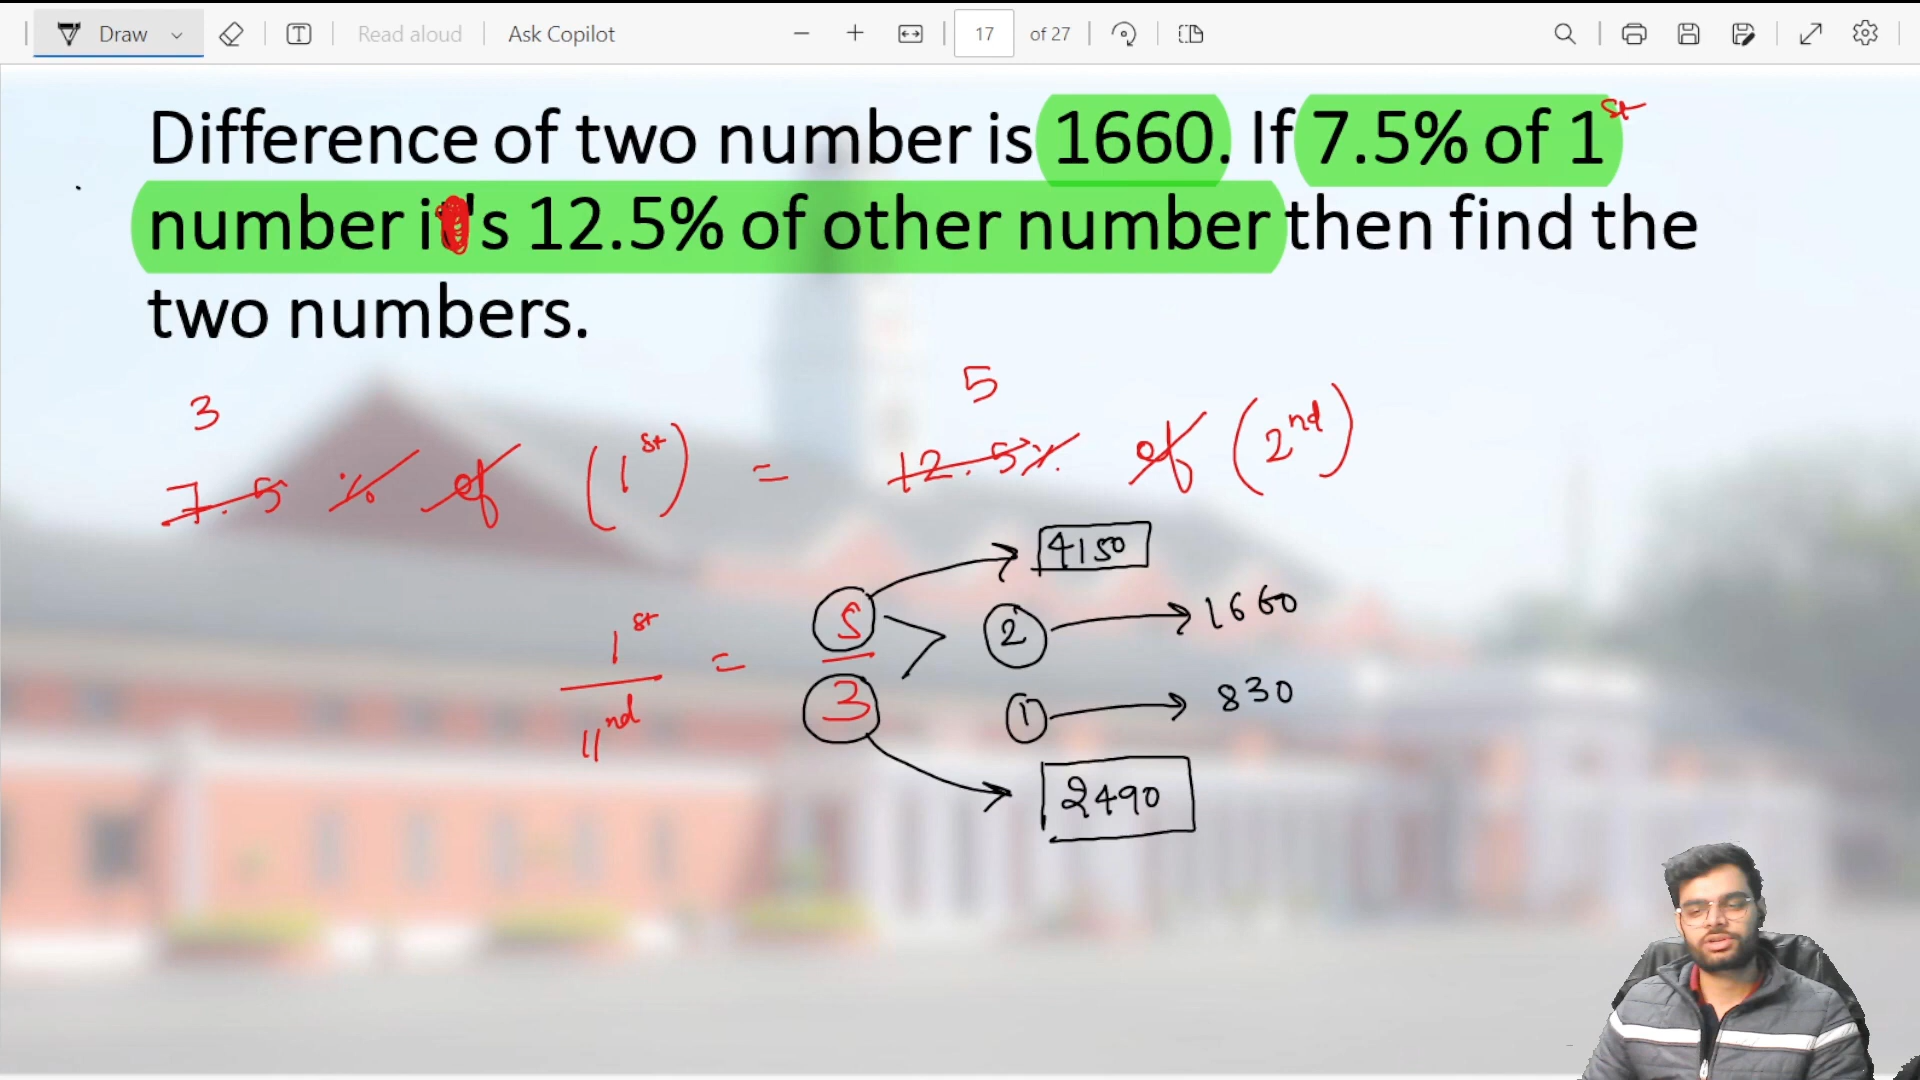 Draw Read aloud Ask Copilot 17 of 27
Difference of two number is 1660. If 7.5% of 1st
number i's 12.5% of other number then find the
two numbers.
3 5
7.5 % of (1st) = 12.5% of (2nd)
4150
1st = 5 2 → 1660
IInd 3 1 → 830
2490